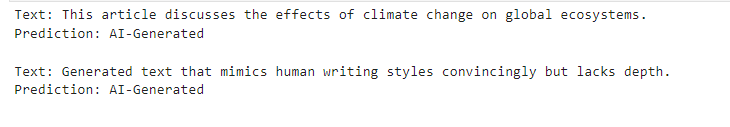 Text: This article discusses the effects of climate change on global ecosystems.
Prediction: AI-Generated
Text: Generated text that mimics human writing styles convincingly but lacks depth.
Prediction: AI-Generated